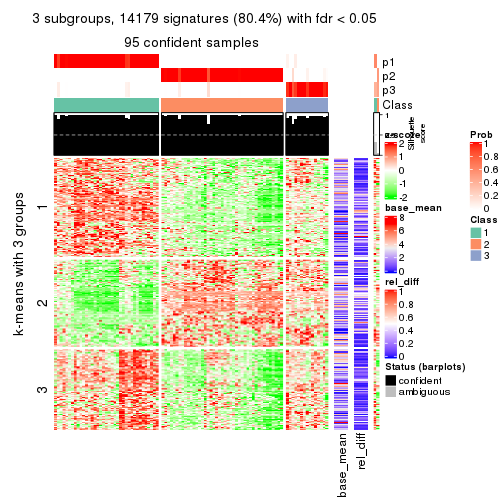 3 subgroups, 14179 signatures (80.4%) with fdr < 0.05
95 confident samples
p1
p2
p3
Class
1
Silhouette
score
z-score
2
1
0
-1
-2
base_mean
8
6
4
2
0
rel_diff
1
0.8
0.6
0.4
0.2
0
Status (barplots)
confident
ambiguous
Prob
1
0.8
0.6
0.4
0.2
0
Class
1
2
3
k-means with 3 groups
1
2
3
base_mean
rel_diff